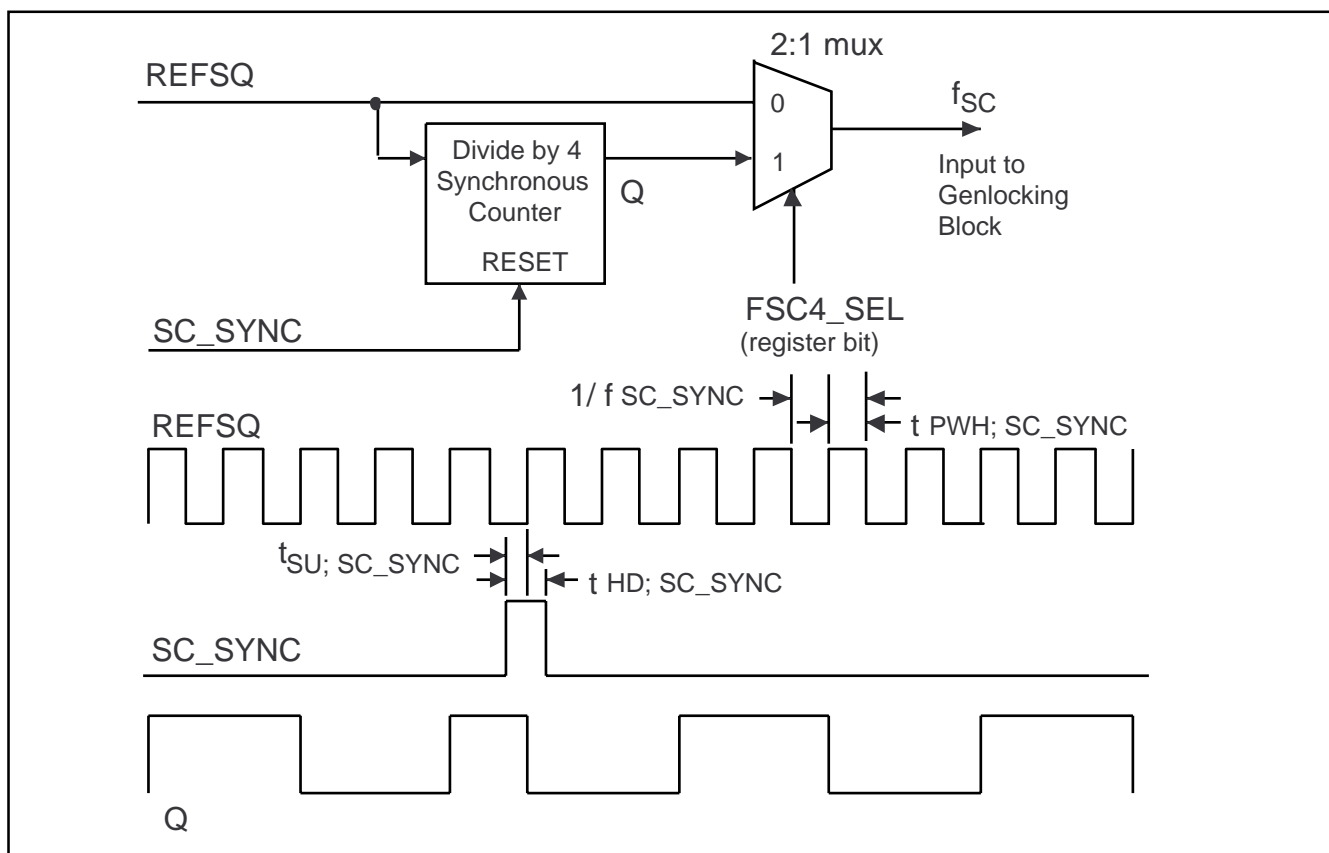 2:1 mux
REFSQ
0
f SC
Divide by 4
Synchronous
Counter
1
Q
Input to
Genlocking
Block
RESET
SC_SYNC
FSC4_SEL
(register bit)
1/ f SC_SYNC
t PWH; SC_SYNC
REFSQ
tSU; SC_SYNC
t HD; SC_SYNC
SC_SYNC
Q